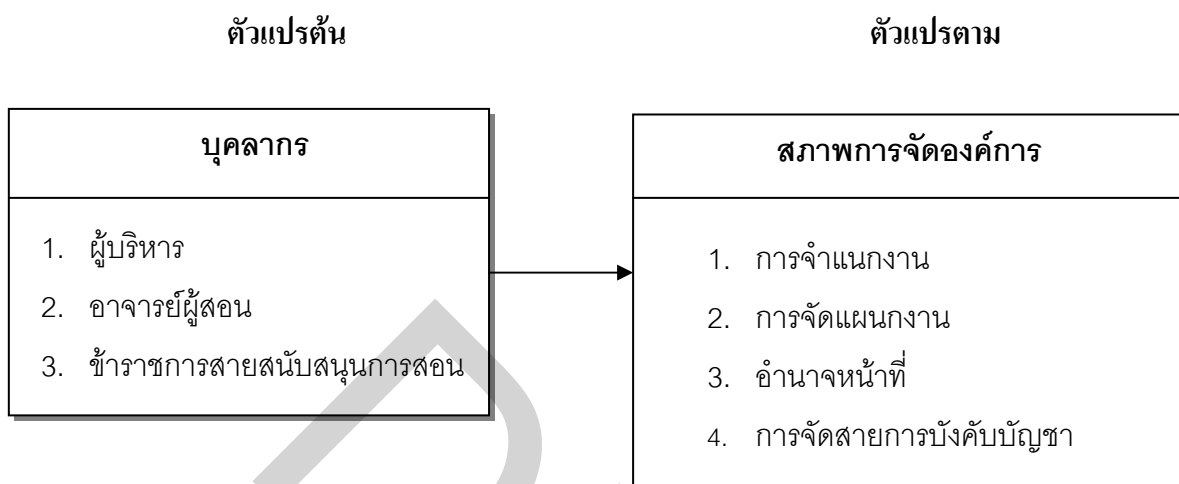 ตัวแปรต้น
ตัวแปรตาม
บุคลากร
1. ผู้บริหาร
2. อาจารย์ผู้สอน
3. ข้าราชการสายสนับสนุนการสอน
สภาพการจัดองค์การ
1. การจำแนกงาน
2. การจัดแผนกงาน
3. อำนาจหน้าที่
4. การจัดสายการบังคับบัญชา